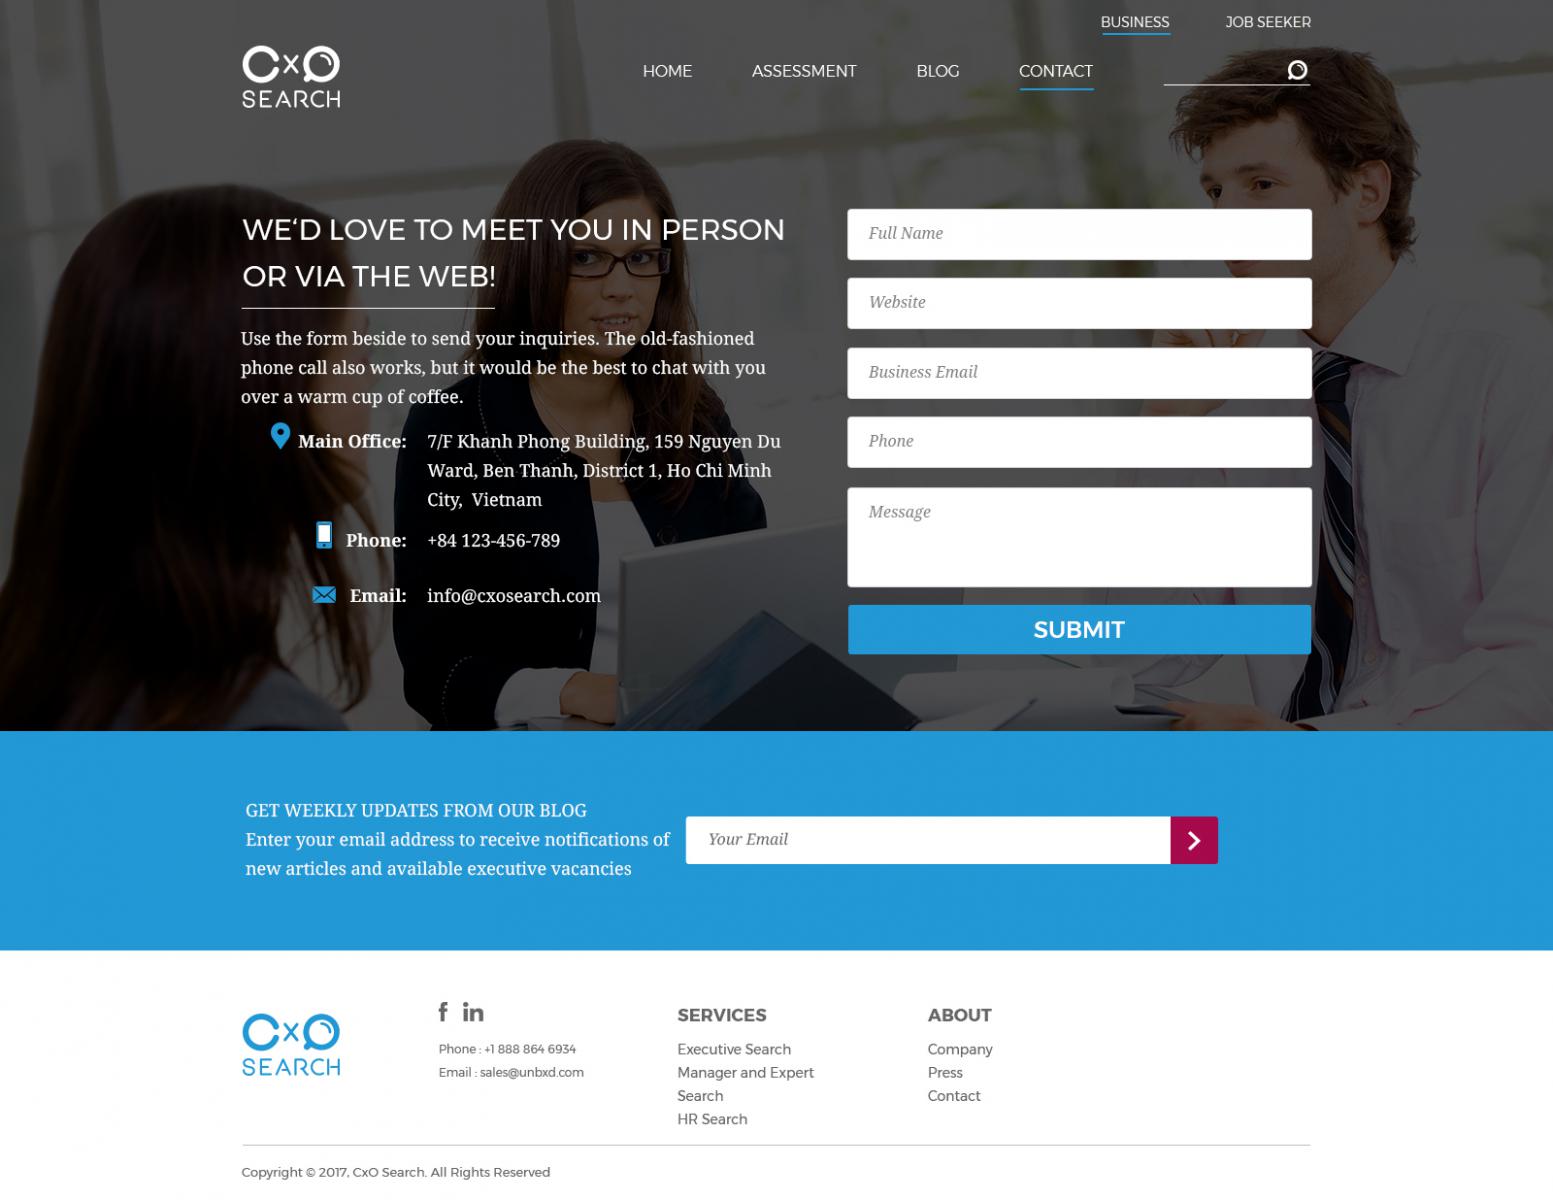 BUSINESS JOB SEEKER
CxO
SEARCH
HOME ASSESSMENT BLOG CONTACT
WE‘D LOVE TO MEET YOU IN PERSON
OR VIA THE WEB!
Use the form beside to send your inquiries. The old-fashioned
phone call also works, but it would be the best to chat with you
over a warm cup of coffee.
Main Office: 7/F Khanh Phong Building, 159 Nguyen Du
Ward, Ben Thanh, District 1, Ho Chi Minh
City, Vietnam
Phone: +84 123-456-789
Email: info@cxosearch.com
Full Name
Website
Business Email
Phone
Message
SUBMIT
GET WEEKLY UPDATES FROM OUR BLOG
Enter your email address to receive notifications of
new articles and available executive vacancies
Your Email
CxO
SEARCH
f in
Phone : +1 888 864 6934
Email : sales@unbxd.com
SERVICES
Executive Search
Manager and Expert
Search
HR Search
ABOUT
Company
Press
Contact
Copyright © 2017, CxO Search. All Rights Reserved